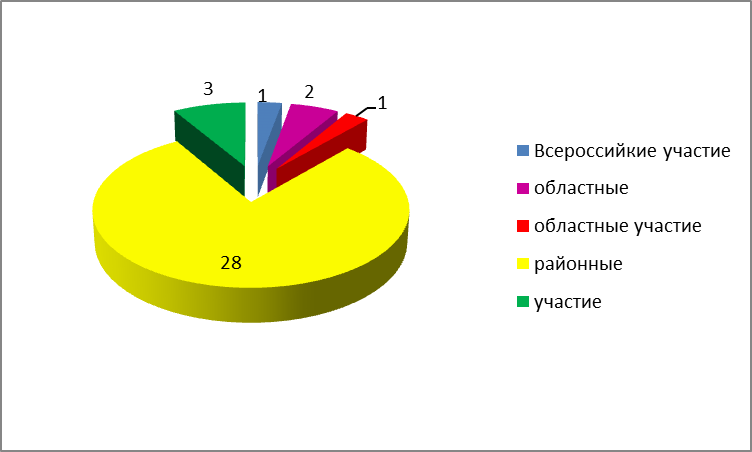 3
1
2
1
28
Всероссийкие участие
областные
областные участие
районные
участие